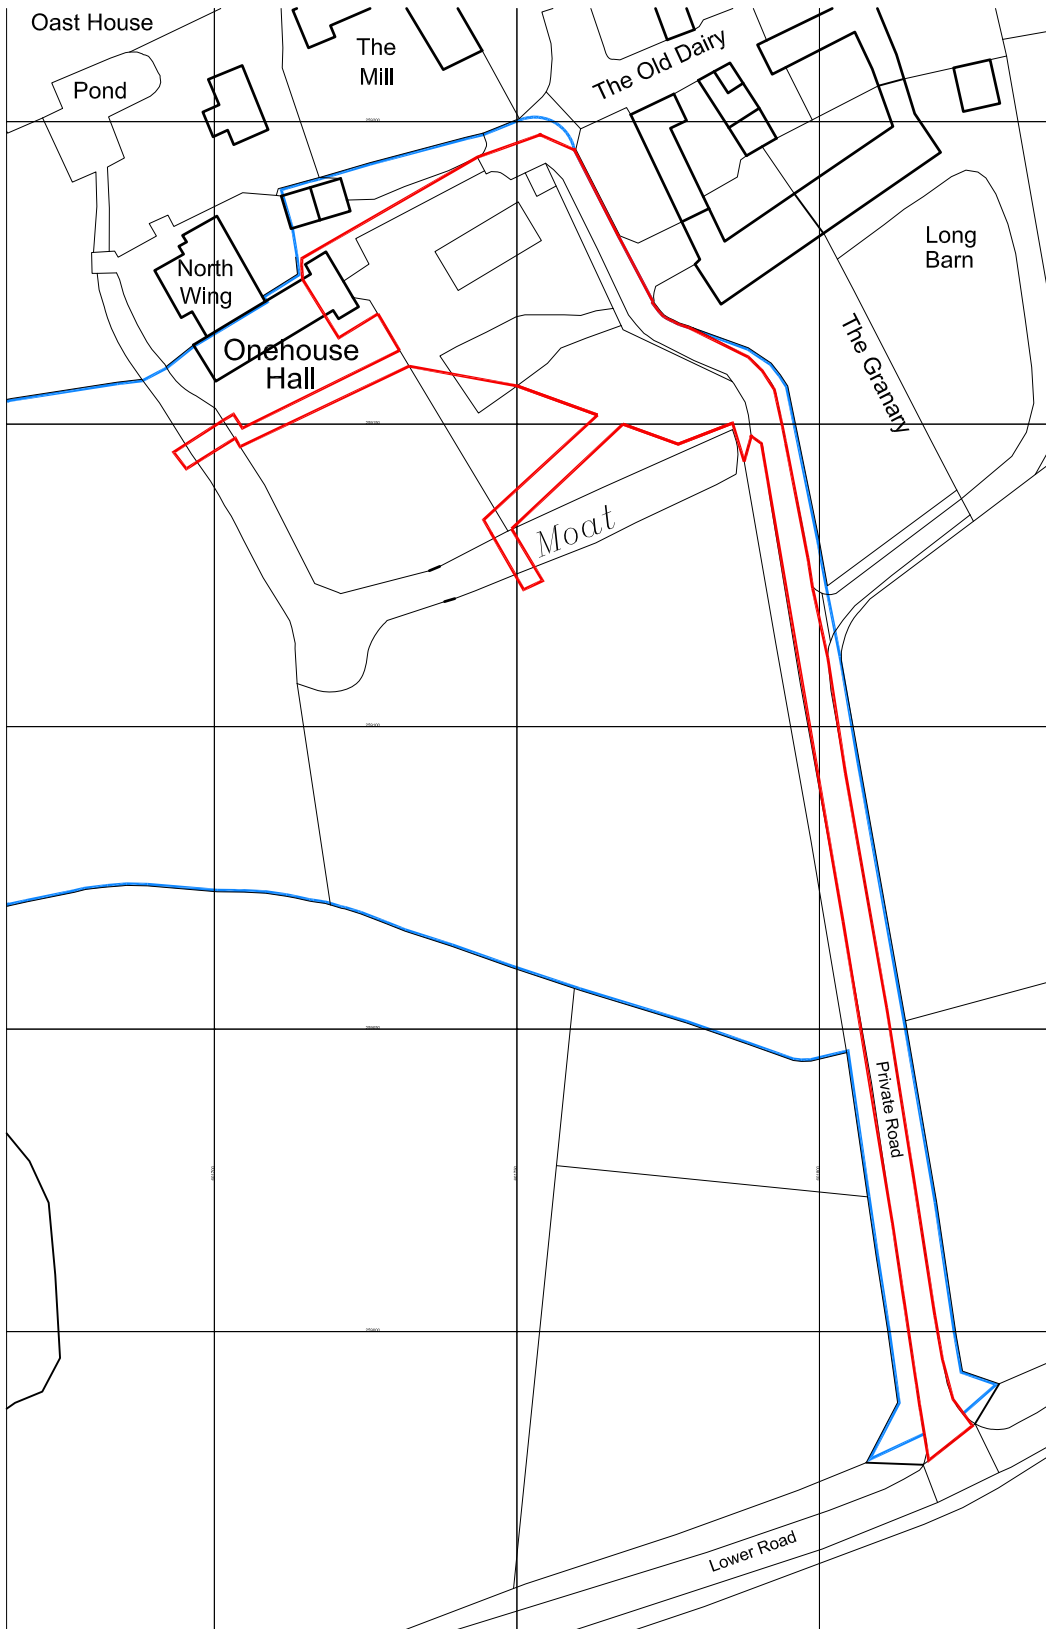 Oast House
The
Mill
Pond
The Old Dairy
North
Wing
Long
Barn
Onehouse
Hall
The Granary
Moat
Private Road
Lower Road